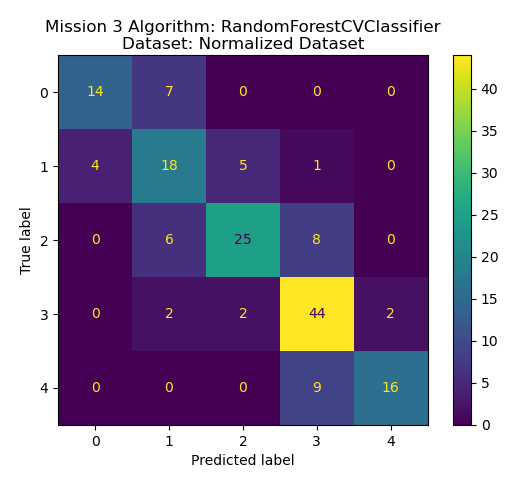 Mission 3 Algorithm: RandomForestCVClassifier
Dataset: Normalized Dataset
0 14 7 0 0 0
1 4 18 5 1 0
2 0 6 25 8 0
3 0 2 2 44 2
4 0 0 0 9 16
0 1 2 3 4
Predicted label
True label
40
35
30
25
20
15
10
5
0